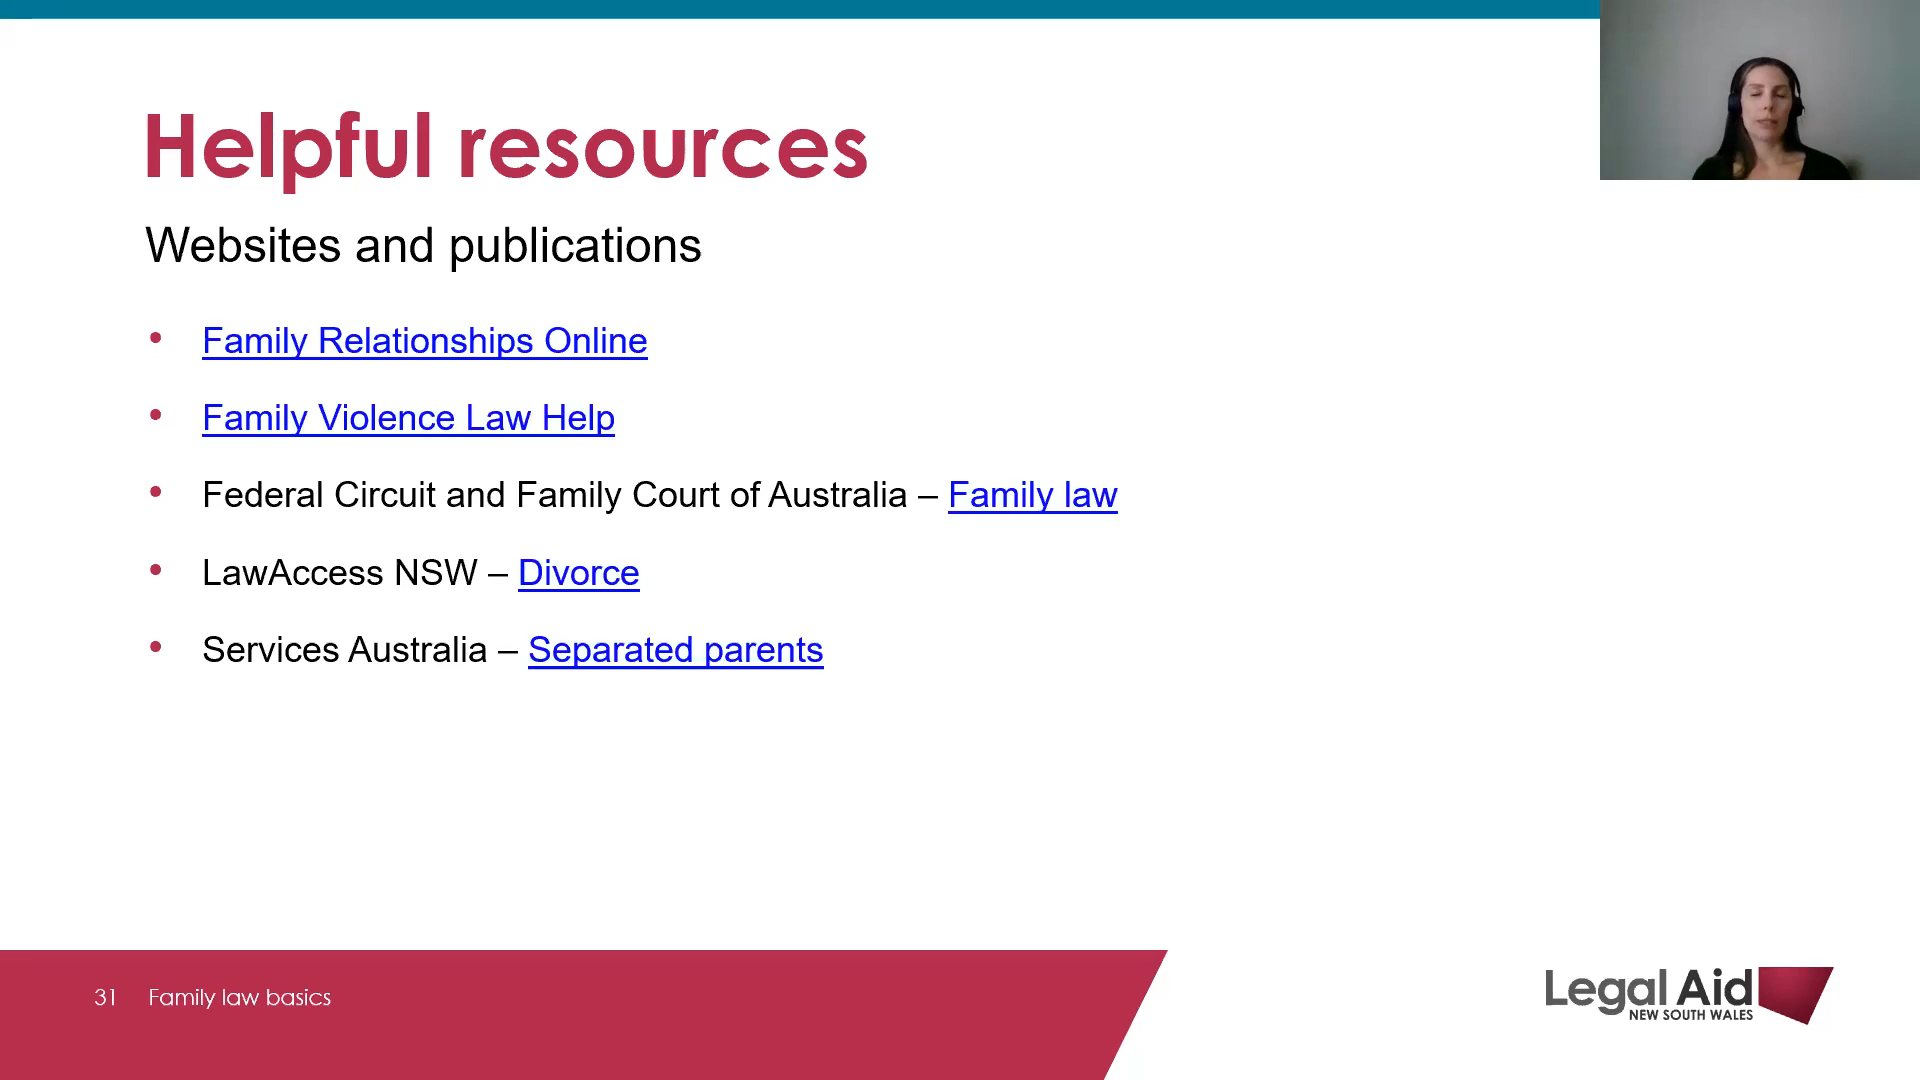 Helpful resources
Websites and publications
• Family Relationships Online
• Family Violence Law Help
• Federal Circuit and Family Court of Australia – Family law
• LawAccess NSW – Divorce
• Services Australia – Separated parents
31 Family law basics
Legal Aid
NEW SOUTH WALES